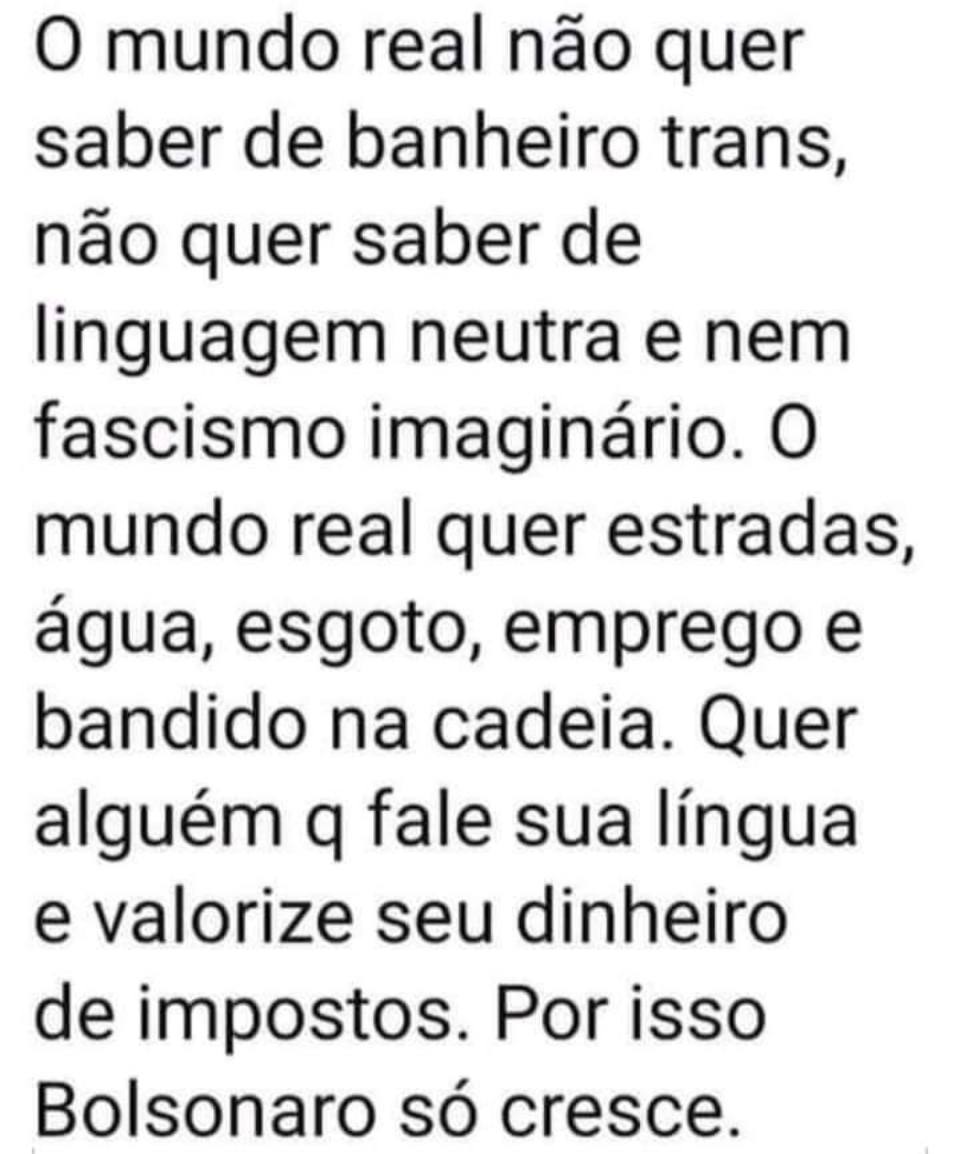 O mundo real não quer
saber de banheiro trans,
não quer saber de
linguagem neutra e nem
fascismo imaginário. O
mundo real quer estradas,
água, esgoto, emprego e
bandido na cadeia. Quer
alguém q fale sua língua
e valorize seu dinheiro
de impostos. Por isso
Bolsonaro só cresce.